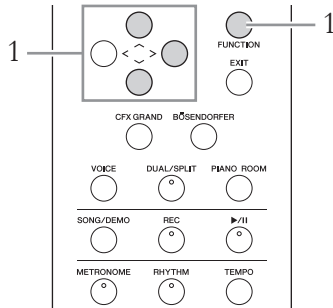 1
1
FUNCTION
EXIT
CFX GRAND
BÖSENDORFER
VOICE
DUAL/SPLIT
PIANO ROOM
SONG/DEMO
REC
►/II
METRONOME
RHYTHM
TEMPO